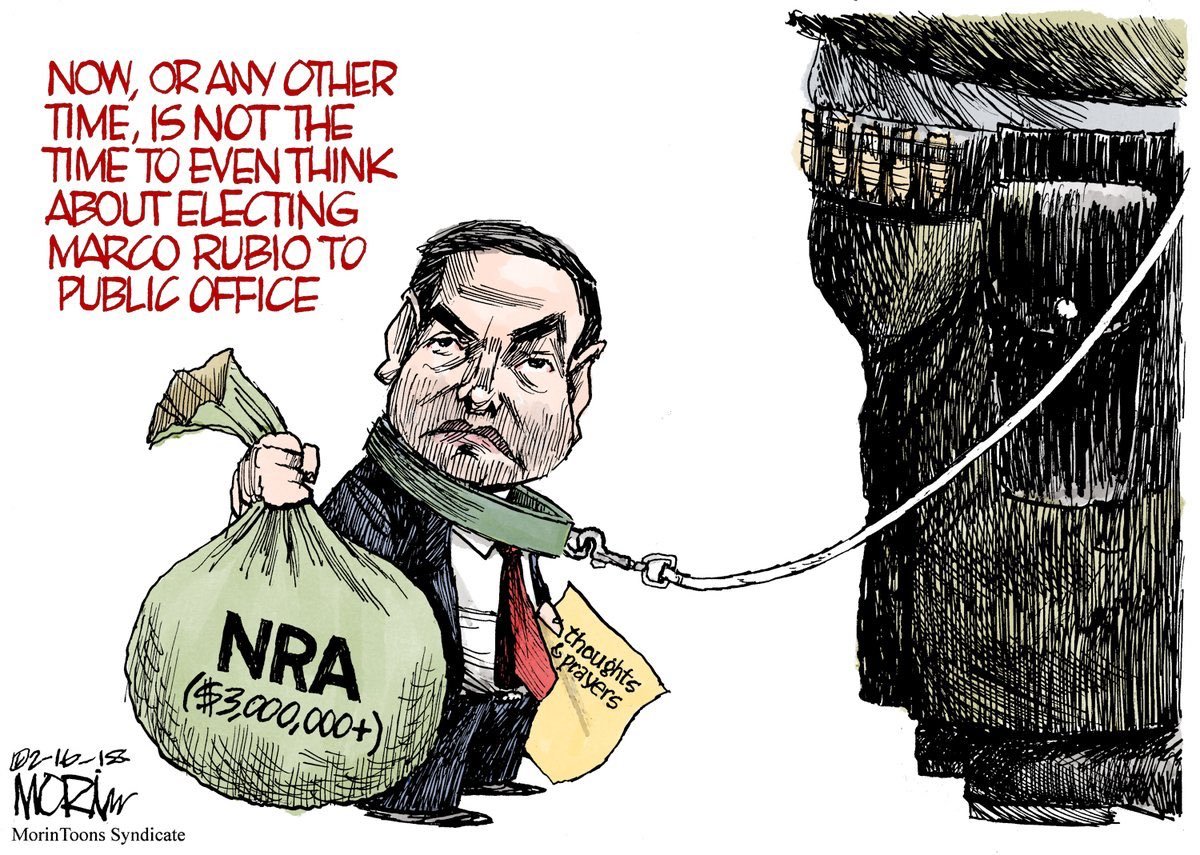 NOW, OR ANY OTHER
TIME, IS NOT THE
TIME TO EVEN THINK
ABOUT ELECTING
MARCO RUBIO TO
PUBLIC OFFICE
NRA
($3,000,000+)
thoughts
& prayers
02-16-18
MORIN
MorinToons Syndicate